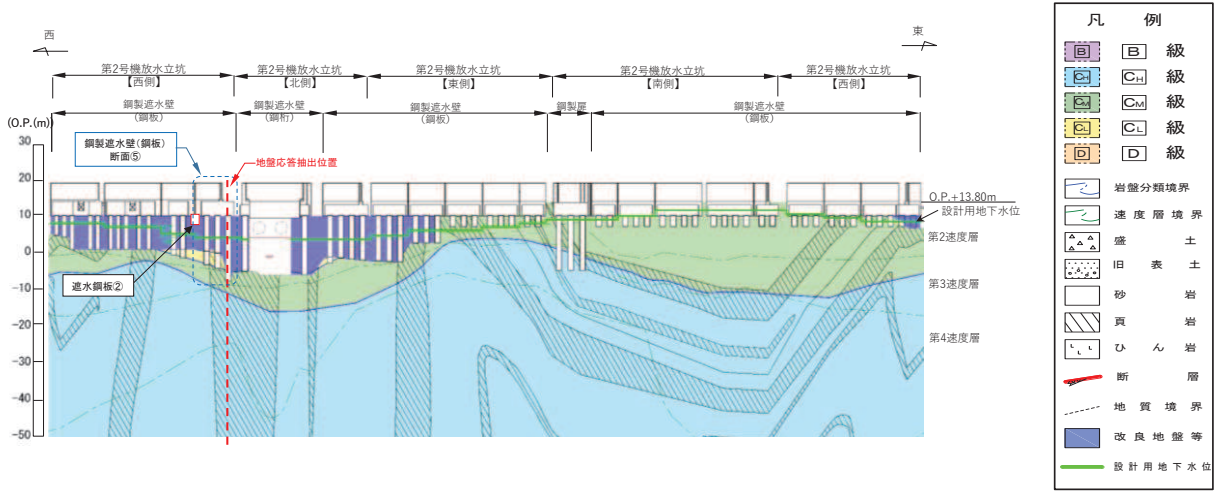 西
東
第2号機放水立坑
【西側】
第2号機放水立坑
【北側】
第2号機放水立坑
【東側】
第2号機放水立坑
【南側】
第2号機放水立坑
【西側】
鋼製遮水壁
(鋼板)
鋼製遮水壁
(鋼桁)
鋼製遮水壁
(鋼板)
鋼製扉
鋼製遮水壁
(鋼板)
(O.P.(m))
30
20
10
0
-10
-20
-30
-40
-50
鋼製遮水壁(鋼板)
断面⑤
地盤応答抽出位置
遮水鋼板②
O.P.+13.80m
設計用地下水位
第2速度層
第3速度層
第4速度層
凡 例
B B 級
CH CH 級
CM CM 級
CL CL 級
D D 級
岩盤分類境界
速度層境界
盛土
旧表土
砂岩
頁岩
ひん岩
断層
地質境界
改良地盤等
設計用地下水位